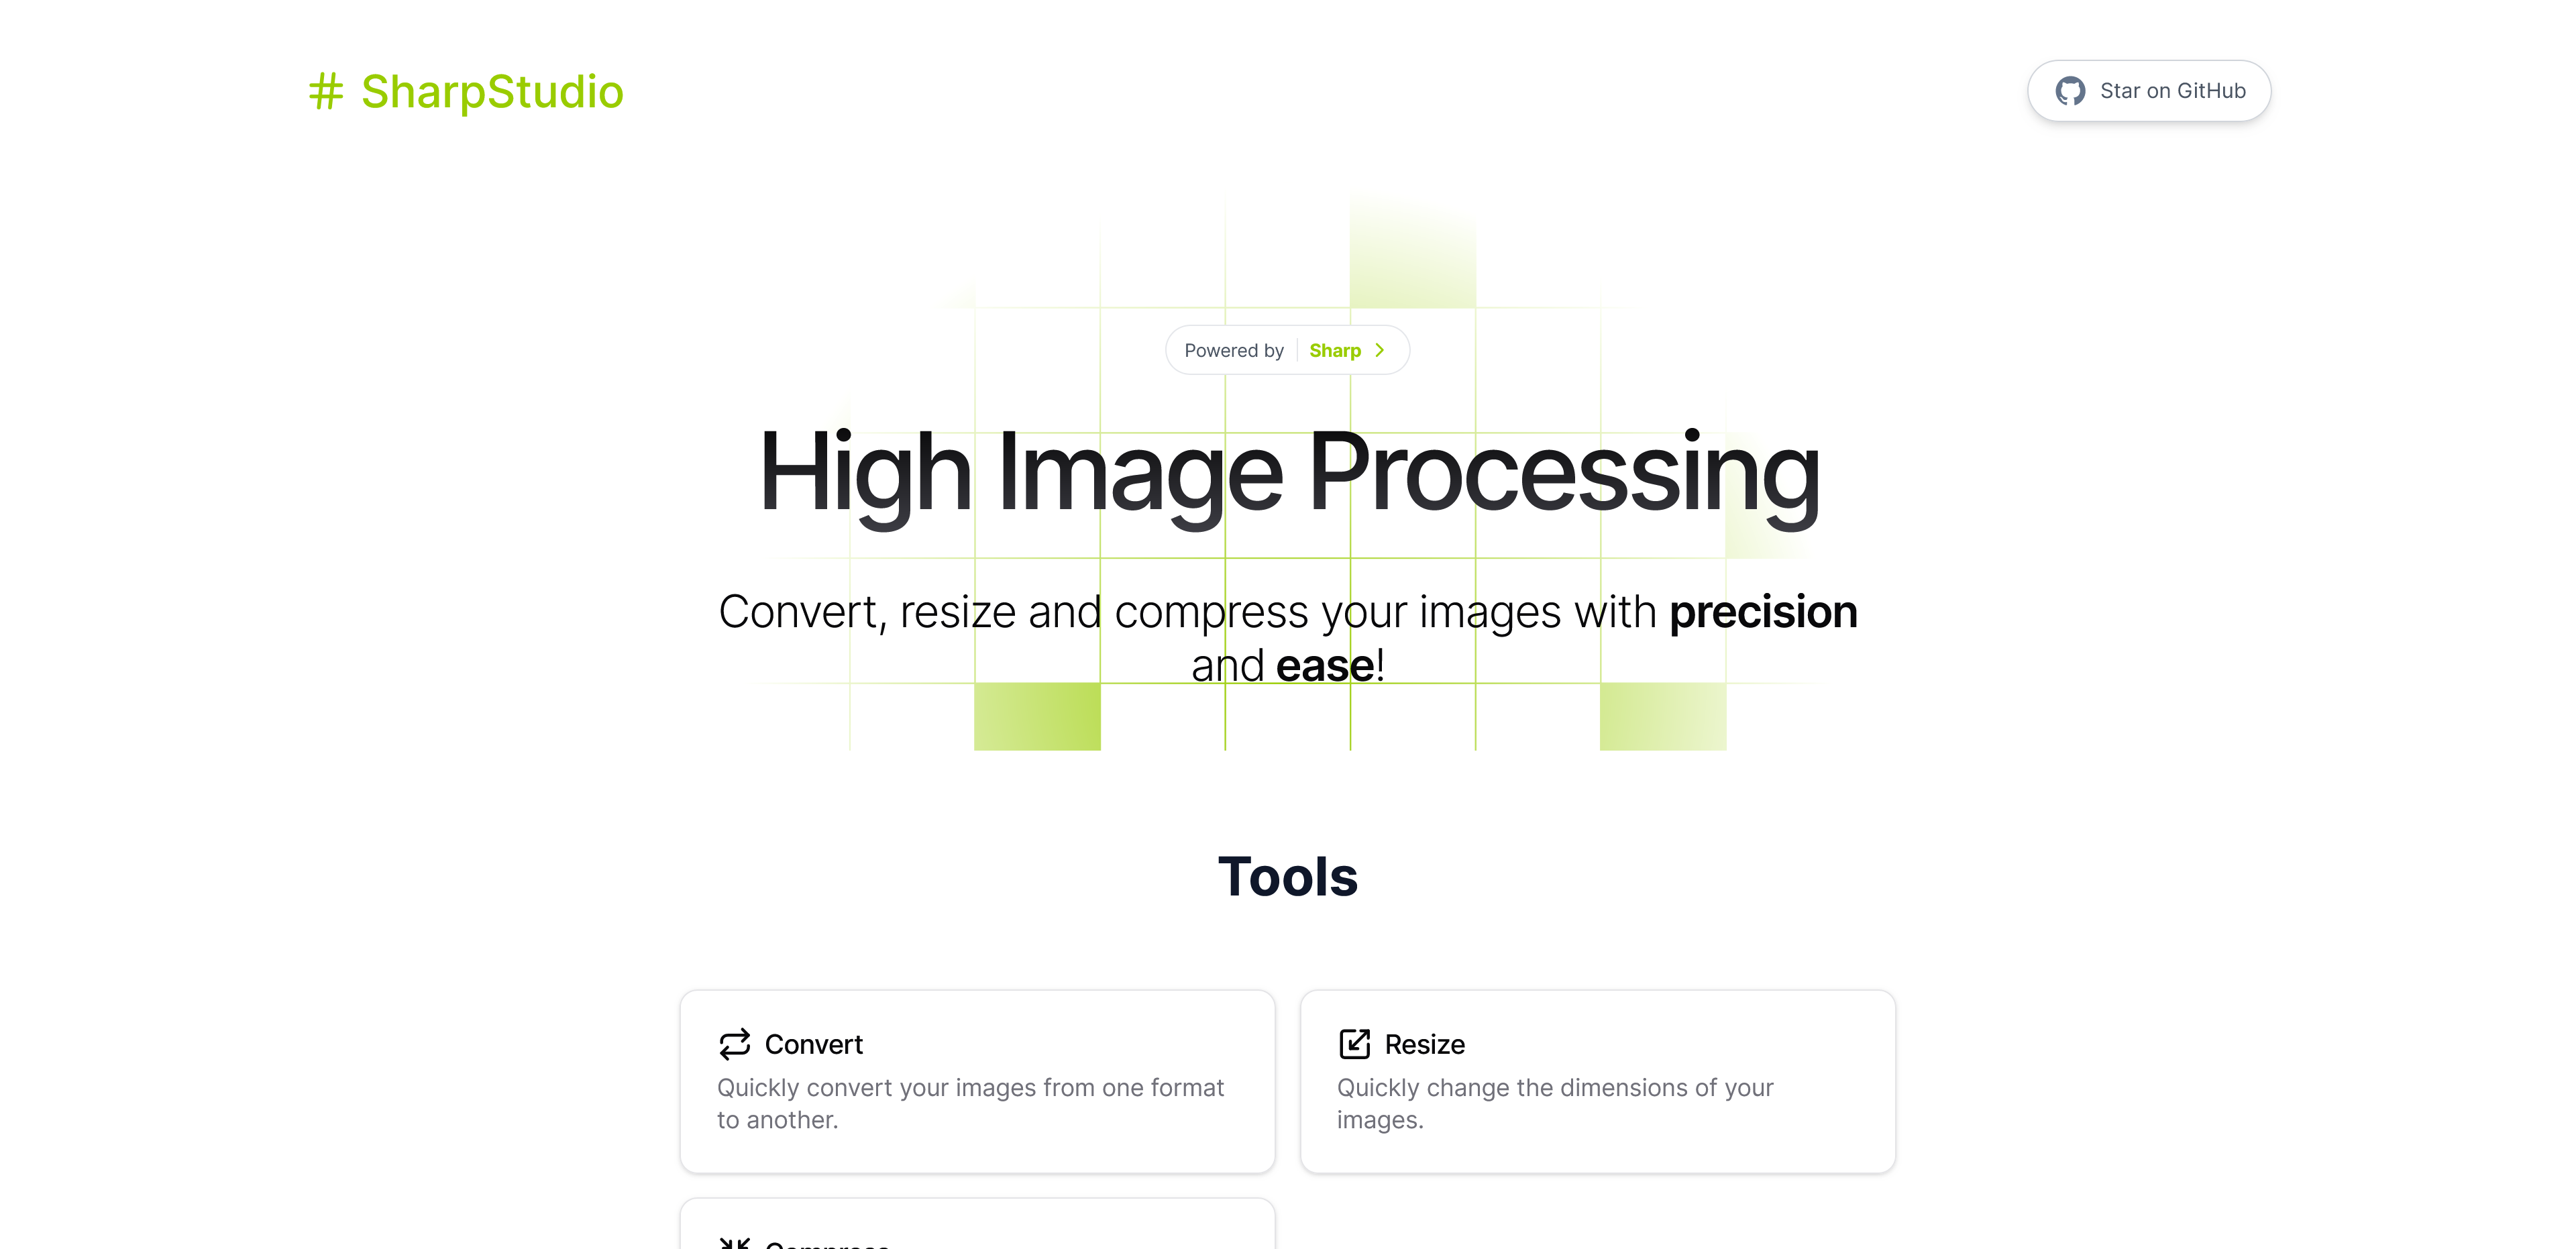 SharpStudio
Star on GitHub
Powered by Sharp
High Image Processing
Convert, resize and compress your images with precision
and ease!
Tools
Convert
Quickly convert your images from one format
to another.
Resize
Quickly change the dimensions of your
images.
Compress